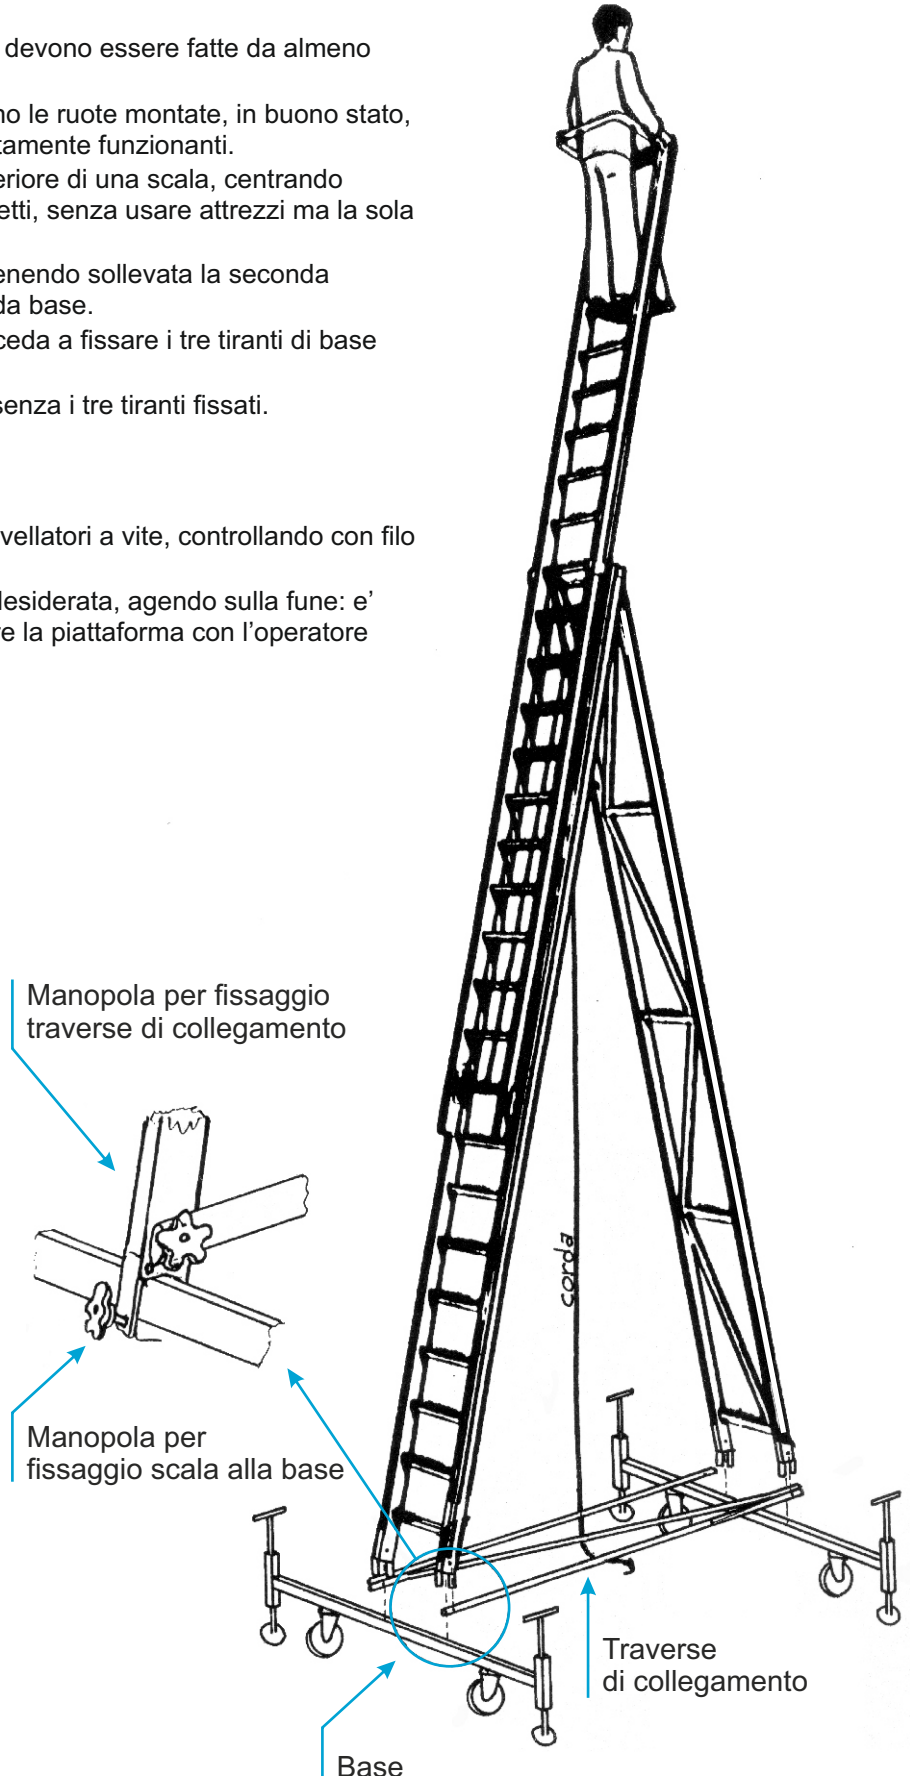 devono essere fatte da almeno
no le ruote montate, in buono stato,
tamente funzionanti.
eriore di una scala, centrando
etti, senza usare attrezzi ma la sola
enendo sollevata la seconda
da base.
ceda a fissare i tre tiranti di base
senza i tre tiranti fissati.
vellatori a vite, controllando con filo
desiderata, agendo sulla fune: e'
re la piattaforma con l'operatore
Manopola per fissaggio
traverse di collegamento
corda
Manopola per
fissaggio scala alla base
Traverse
di collegamento
Base